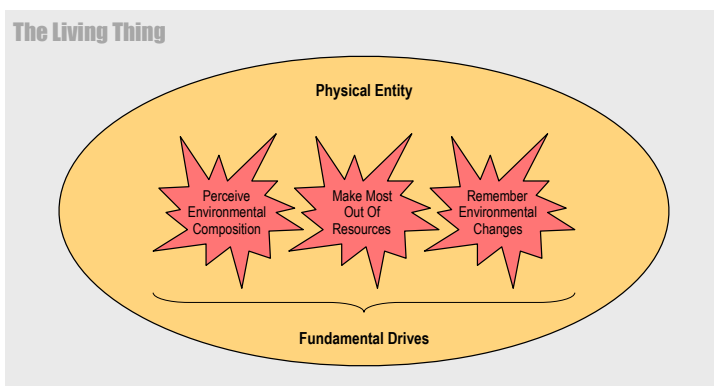 The Living Thing
Physical Entity
Perceive
Environmental
Composition
Make Most
Out Of
Resources
Remember
Environmental
Changes
Fundamental Drives